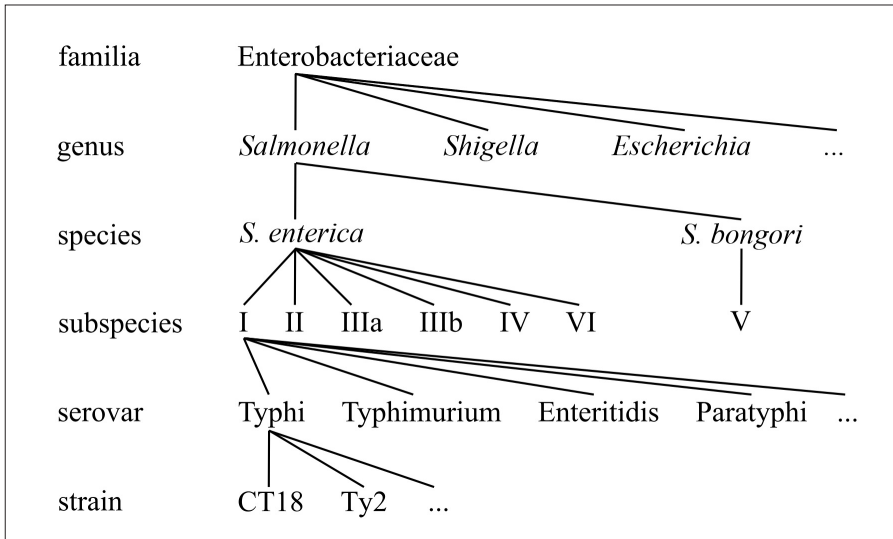 familia Enterobacteriaceae
genus Salmonella Shigella Escherichia ...
species S. enterica S. bongori
subspecies I II IIIa IIIb IV VI V
serovar Typhi Typhimurium Enteritidis Paratyphi ...
strain CT18 Ty2 ...